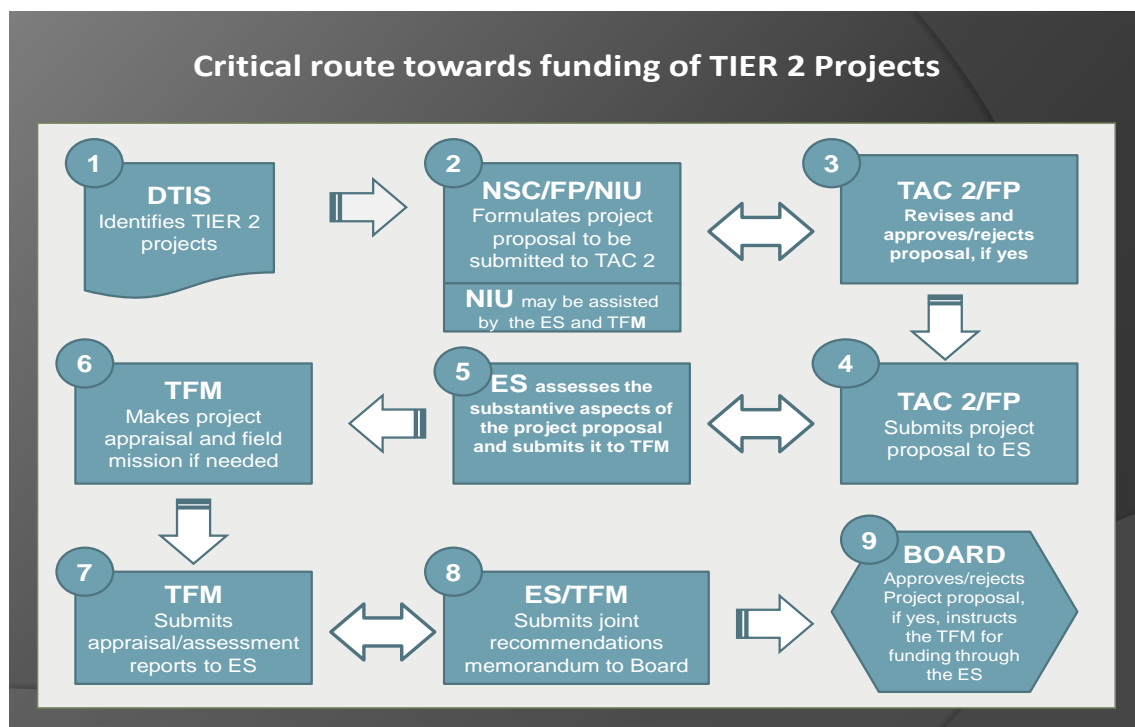 Critical route towards funding of TIER 2 Projects
1
DTIS
Identifies TIER 2
projects
2
NSC/FP/NIU
Formulates project
proposal to be
submitted to TAC 2
NIU may be assisted
by the ES and TFM
3
TAC 2/FP
Revises and
approves/rejects
proposal, if yes
4
TAC 2/FP
Submits project
proposal to ES
5
ES assesses the
substantive aspects of
the project proposal
and submits it to TFM
6
TFM
Makes project
appraisal and field
mission if needed
7
TFM
Submits
appraisal/assessment
reports to ES
8
ES/TFM
Submits joint
recommendations
memorandum to Board
9
BOARD
Approves/rejects
Project proposal,
if yes, instructs
the TFM for
funding through
the ES